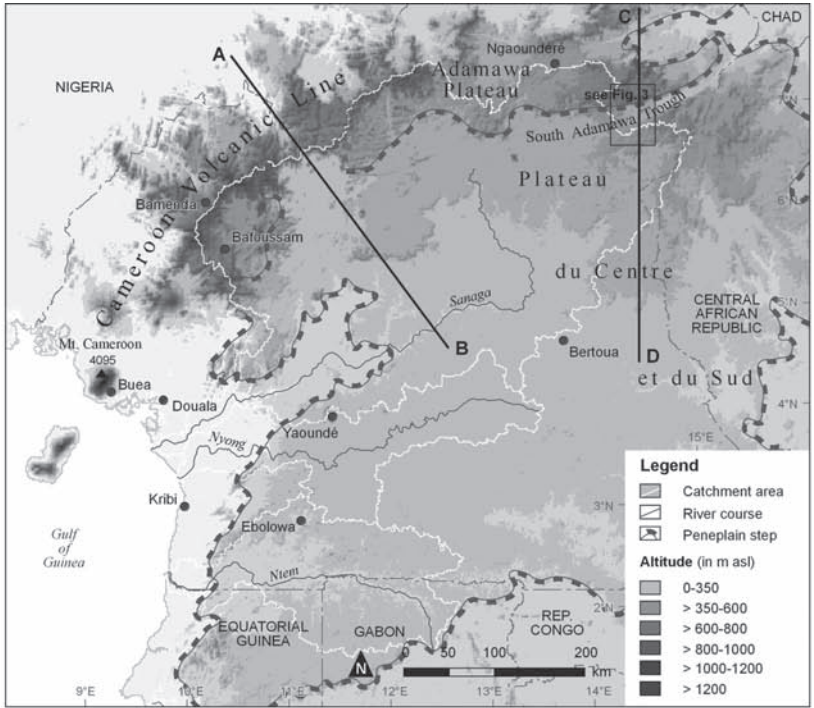 C
CHAD
A
NIGERIA
Ngaoundéré
Adamawa
Plateau
see Fig. 3
7°N
South Adamawa Trough
Cameroon Volcanic Line
Plateau
Bamenda
6°N
Bafoussam
du Centre
Sanaga
5°N
CENTRAL
AFRICAN
REPUBLIC
Mt. Cameroon
4095
B
Bertoua
D
et du Sud
Buea
Douala
4°N
Yaoundé
Nyong
15°E
Kribi
Ebolowa
3°N
Gulf
of
Guinea
Ntem
2°N
EQUATORIAL
GUINEA
GABON
REP.
CONGO
N
0 50 100 200
km
9°E
10°E
11°E
12°E
13°E
14°E
Legend
Catchment area
River course
Peneplain step
Altitude (in m asl)
0-350
> 350-600
> 600-800
> 800-1000
> 1000-1200
> 1200